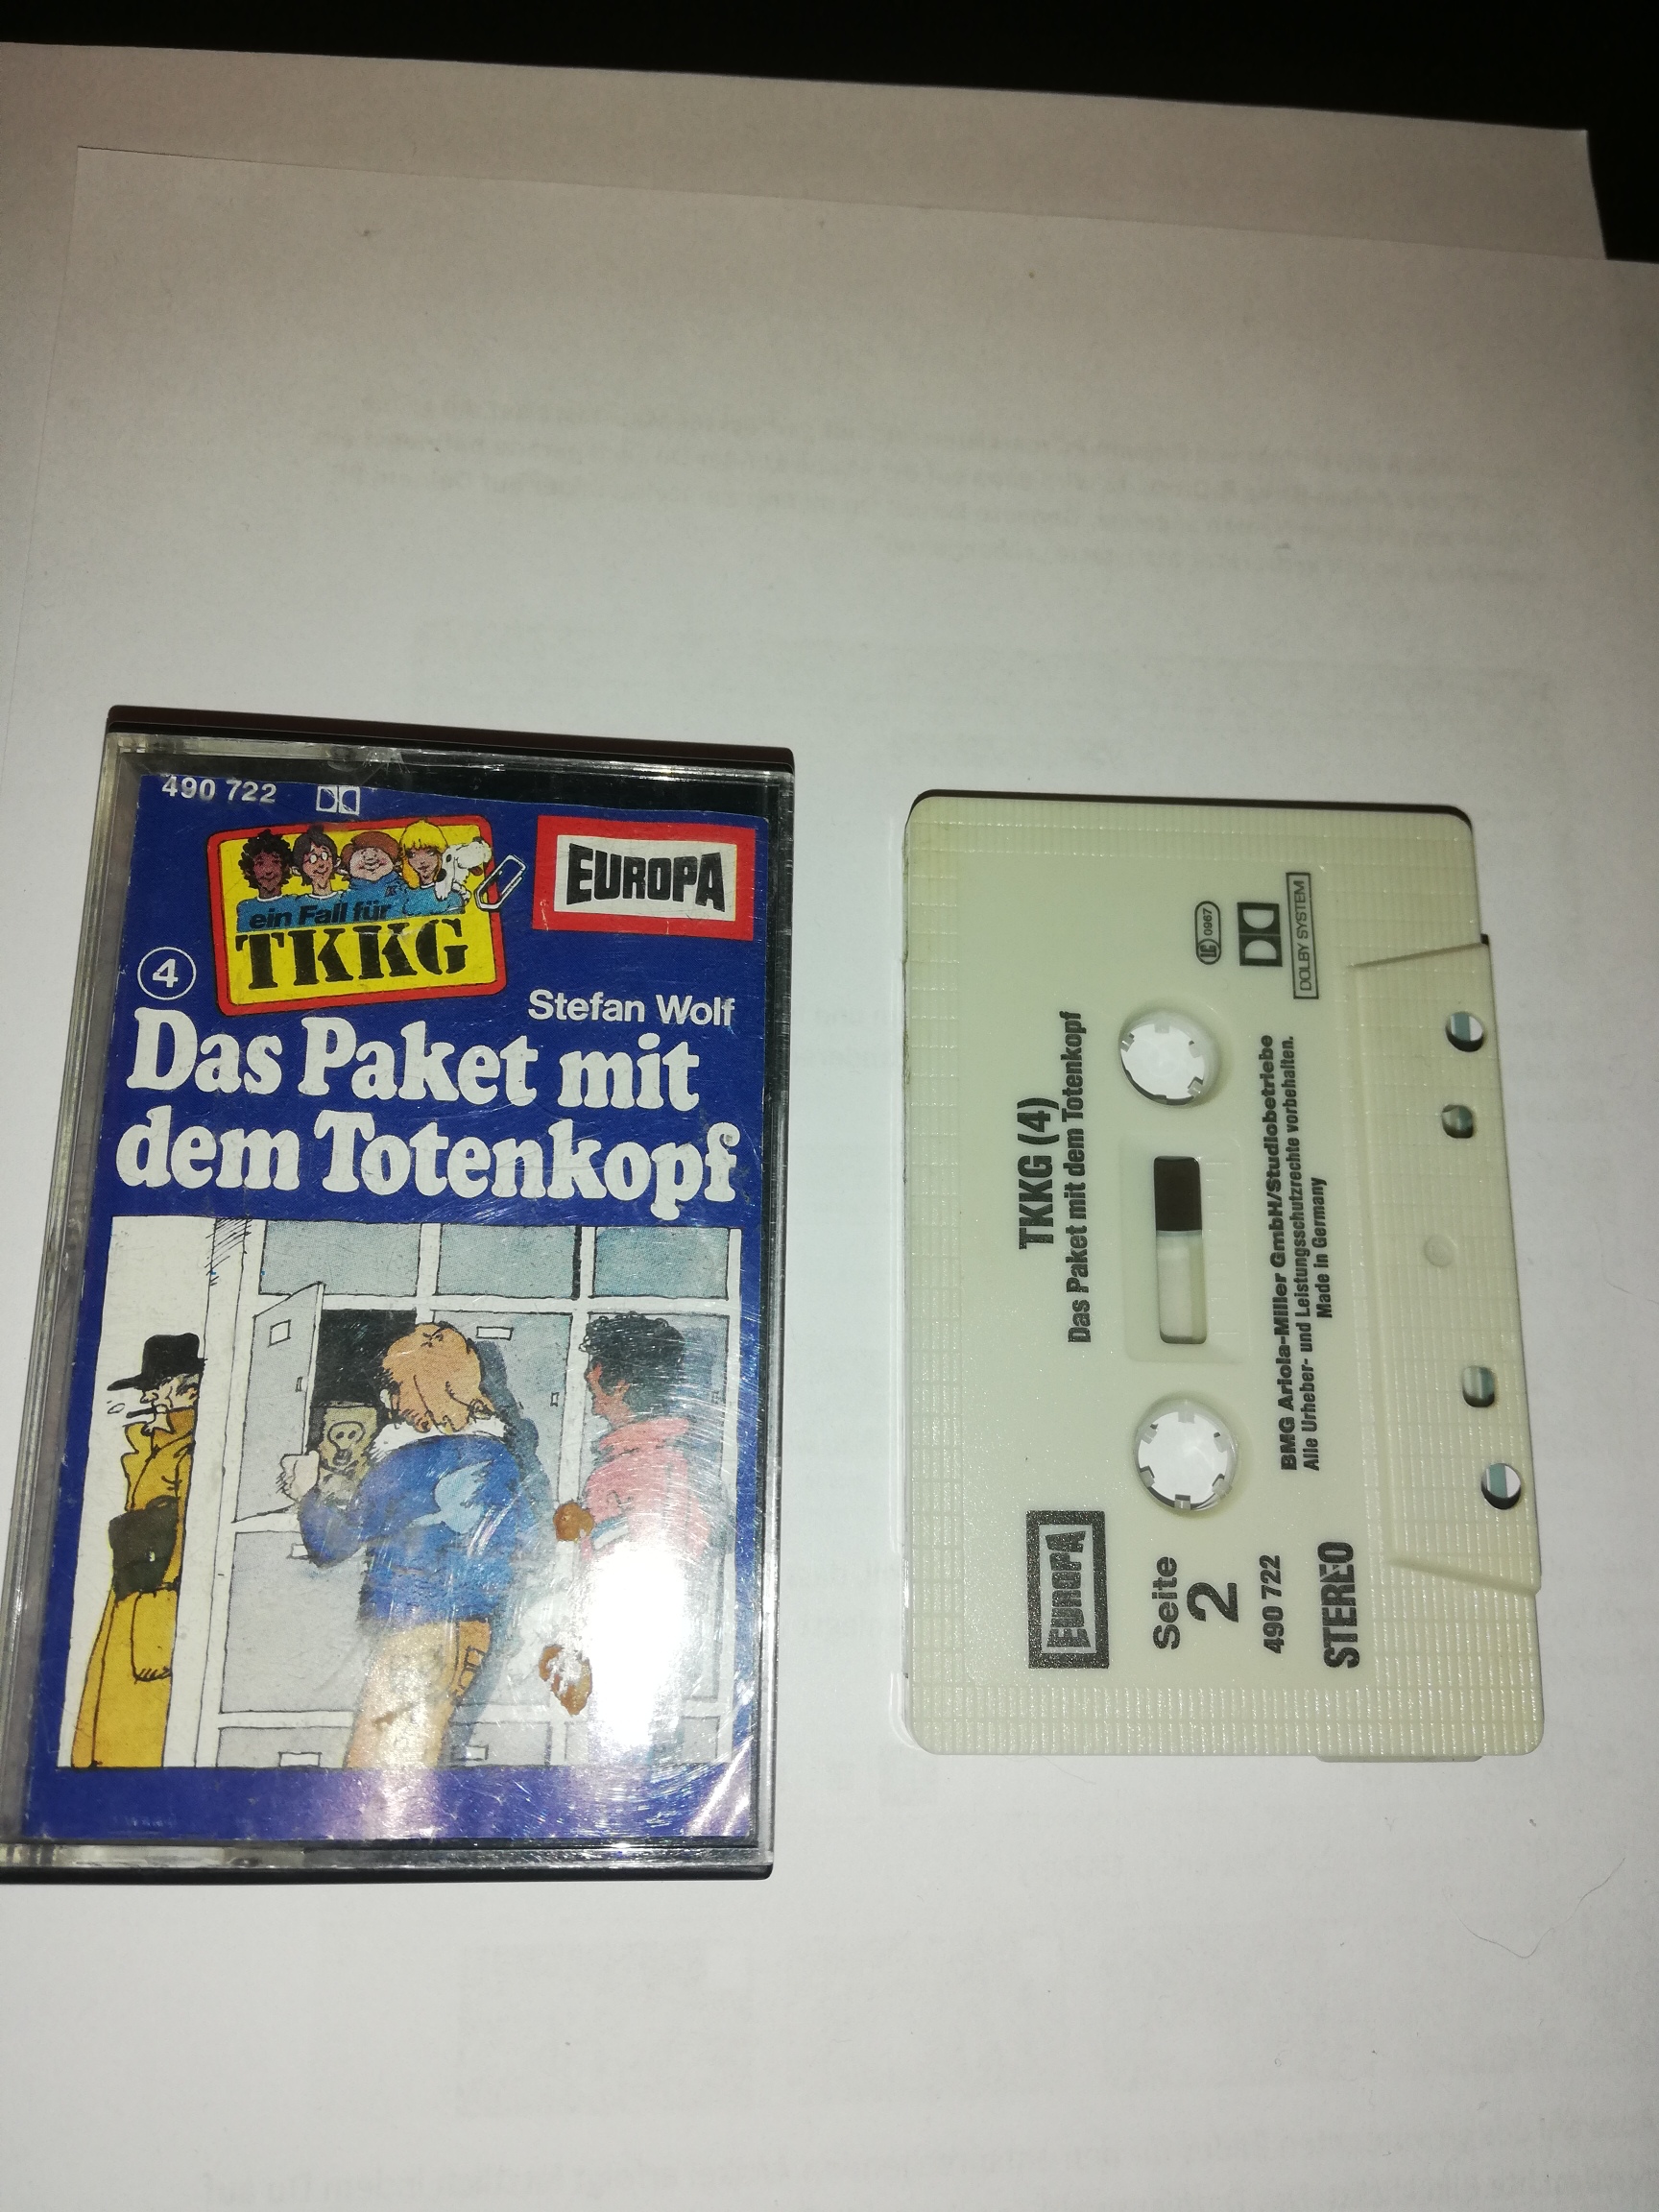 490 722
ein Fall für
TKKG
EUROPA
4
Stefan Wolf
Das Paket mit
dem Totenkopf
TKKG (4)
Das Paket mit dem Totenkopf
EUROPA
Seite
2
490 722
STEREO
LC 0967
DOLBY SYSTEM
BMG Ariola-Miller GmbH/Studiobetriebe
Alle Urheber- und Leistungsschutzrechte vorbehalten.
Made in Germany